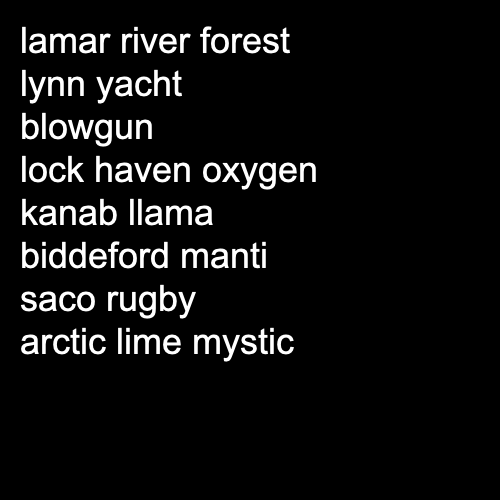 lamar river forest
lynn yacht
blowgun
lock haven oxygen
kanab llama
biddeford manti
saco rugby
arctic lime mystic